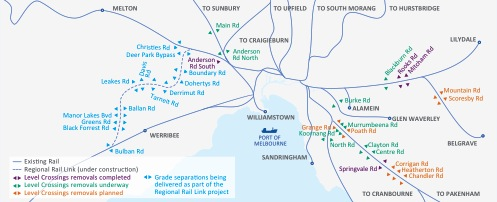 MELTON
TO SUNBURY
TO UPFIELD
TO SOUTH MORANG
TO HURSTBRIDGE
Main Rd
TO CRAIGIEBURN
LILYDALE
Christies Rd
Deer Park Bypass
Anderson
Rd North
Anderson
Rd South
Davis
Rd
Boundary Rd
Leakes Rd
Dohertys Rd
Derrimut Rd
Tarneit Rd
Blackburn Rd
Rooks Rd
Mitcham Rd
Mountain Rd
Scoresby Rd
Ballan Rd
Manor Lakes Bvd
Greens Rd
Black Forrest Rd
WERRIBEE
Buban Rd
WILLIAMSTOWN
PORT OF
MELBOURNE
SANDRINGHAM
Burke Rd
ALAMEIN
GLEN WAVERLEY
Grange Rd
Murrumbeena Rd
Koornang Rd
Poath Rd
North Rd
Clayton Rd
Centre Rd
BELGRAVE
Springvale Rd
Corrigan Rd
Heatherton Rd
Chandler Rd
TO CRANBOURNE
TO PAKENHAM
Existing Rail
Regional Rail Link (under construction)
Level Crossings removals completed
Level Crossings removals underway
Level Crossings removals planned
Grade separations being
delivered as part of the
Regional Rail Link project